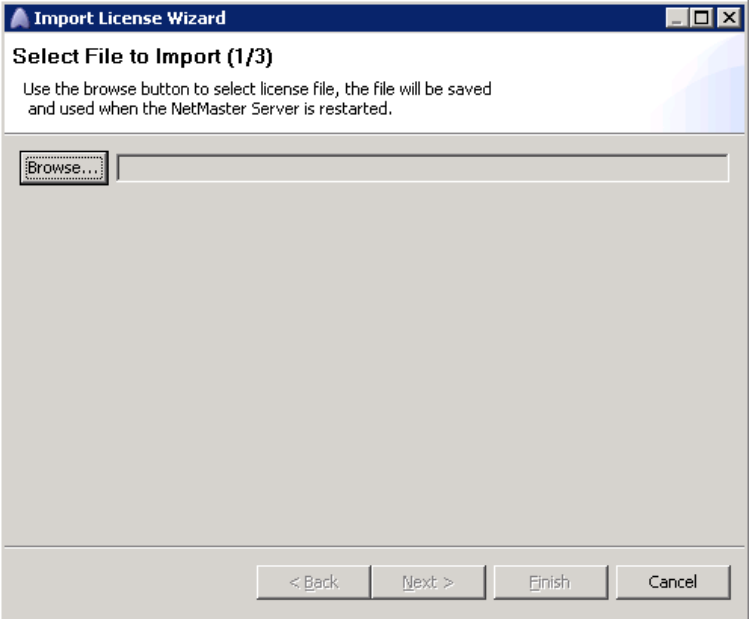 Import License Wizard
Select File to Import (1/3)
Use the browse button to select license file, the file will be saved
and used when the NetMaster Server is restarted.
Browse...
< Back Next > Finish Cancel